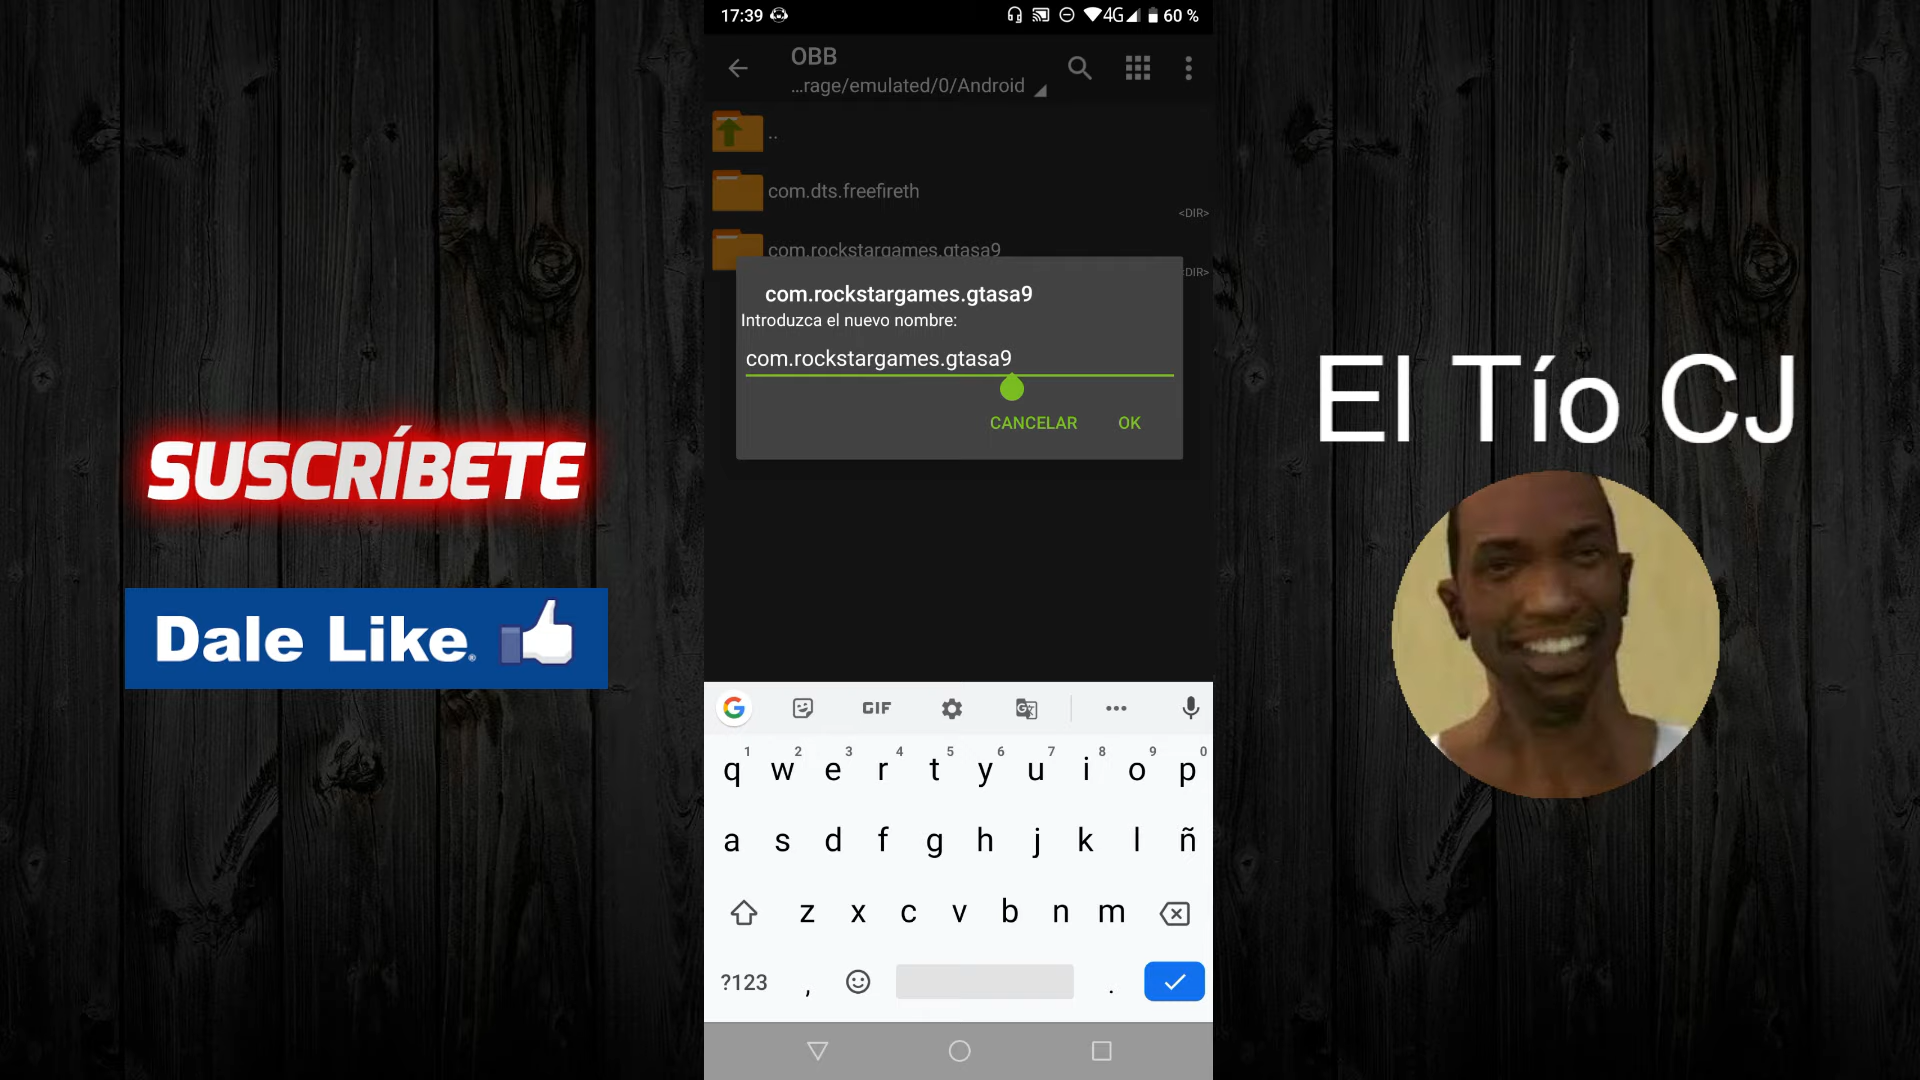 SUSCRÍBETE
Dale Like
17:39
4G
60 %
OBB
...rage/emulated/0/Android
..
com.dts.freefireth
<DIR>
com.rockstargames.gtasa9
<DIR>
com.rockstargames.gtasa9
Introduzca el nuevo nombre:
com.rockstargames.gtasa9
CANCELAR OK
G GIF
1 2 3 4 5 6 7 8 9 0
q w e r t y u i o p
a s d f g h j k l ñ
z x c v b n m
?123 , .
El Tío CJ